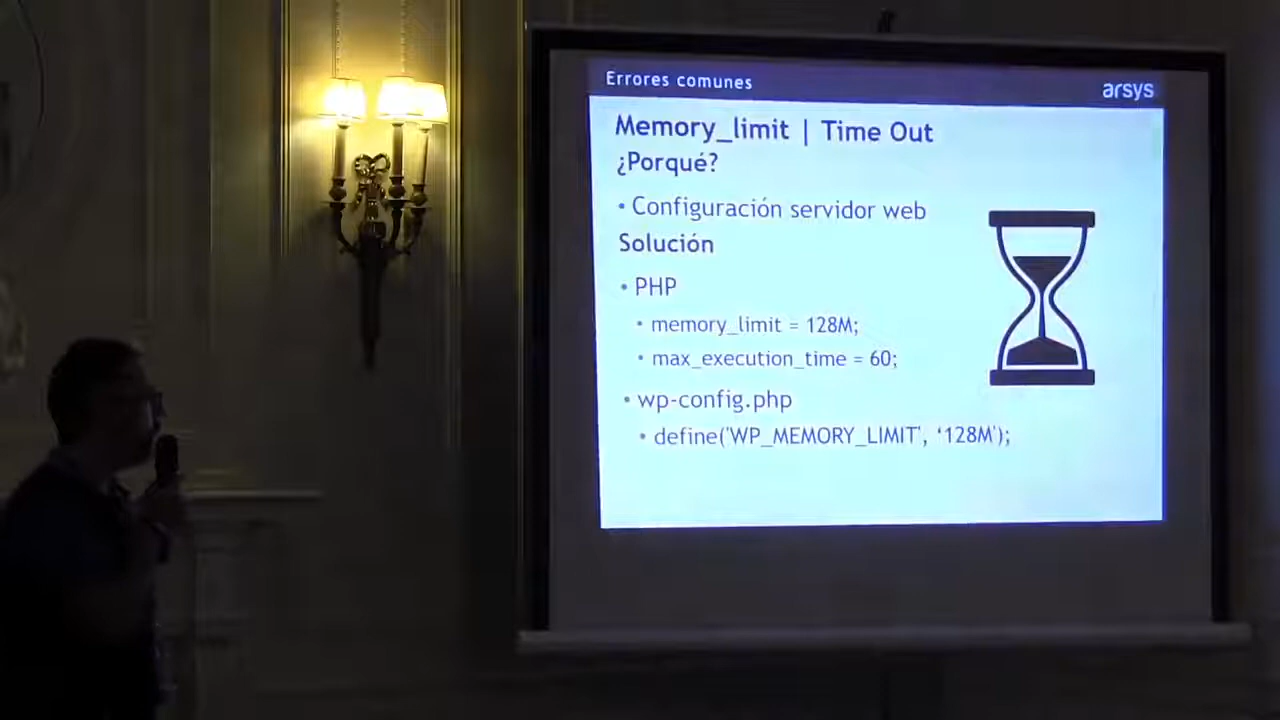 Errores comunes
arsys
Memory_limit | Time Out
¿Porqué?
• Configuración servidor web
Solución
• PHP
• memory_limit = 128M;
• max_execution_time = 60;
• wp-config.php
• define('WP_MEMORY_LIMIT', ‘128M');